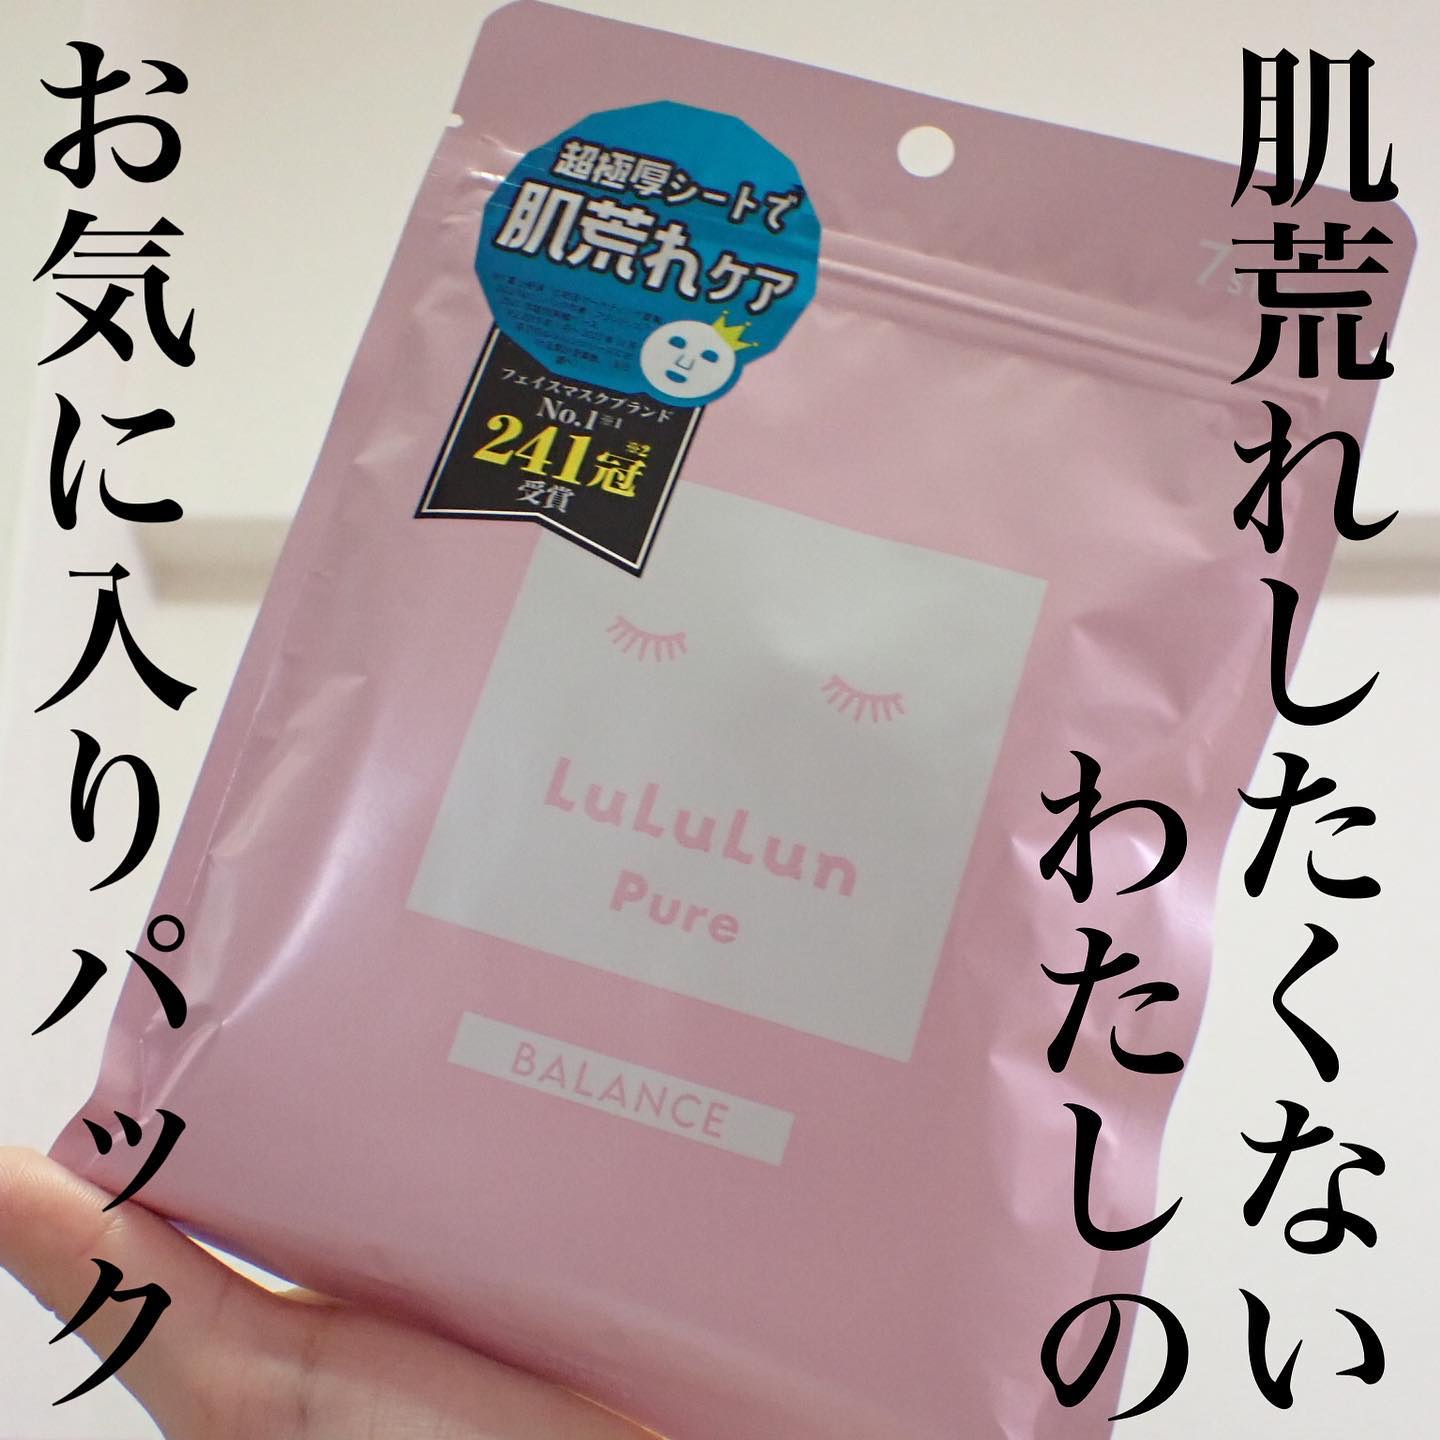 肌荒れしたくない
わたしの
お気に入りパック
超極厚シートで
肌荒れケア
フェイスマスクブランド
No.1※1
241冠※2
受賞
LuLuLun
Pure
BALANCE